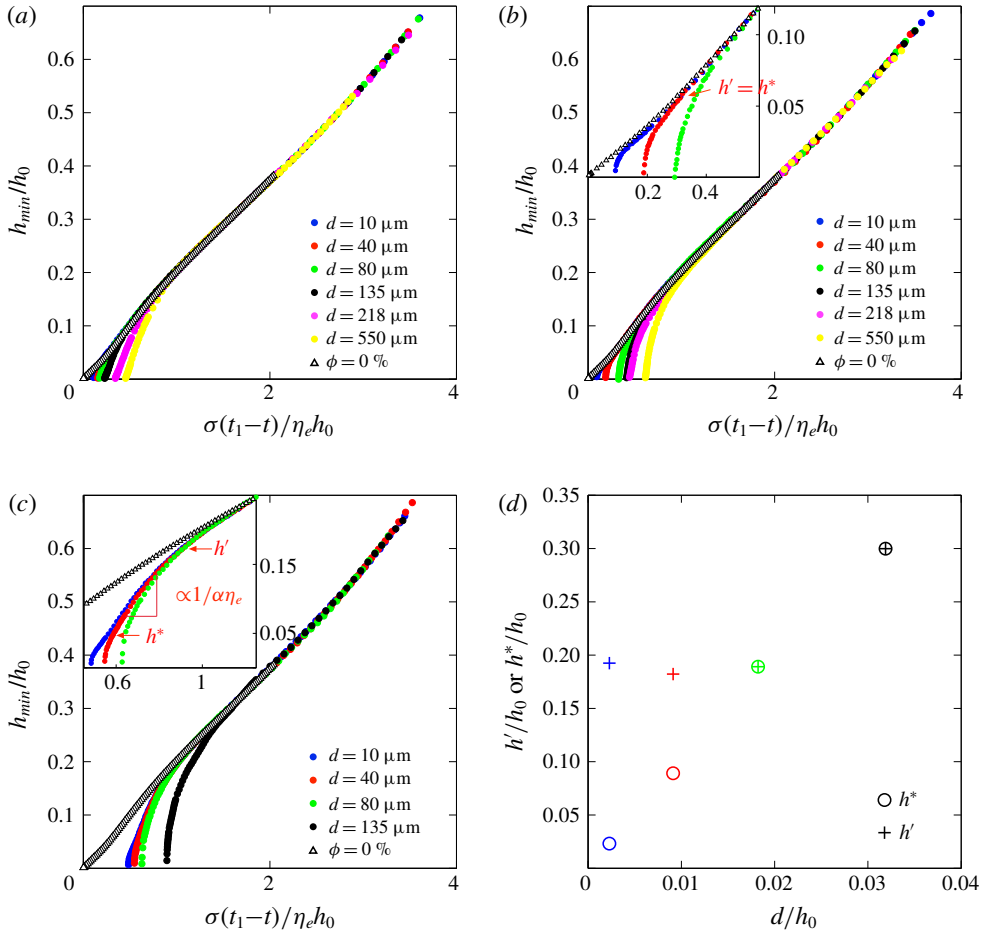 (a)
0.6
0.5
0.4
0.3
0.2
0.1
0
0
2
4
h_min/h_0
σ(t_1−t)/η_e h_0
d = 10 μm
d = 40 μm
d = 80 μm
d = 135 μm
d = 218 μm
d = 550 μm
ϕ = 0 %
(b)
0.6
0.5
0.4
0.3
0.2
0.1
0
0
2
4
h_min/h_0
σ(t_1−t)/η_e h_0
0.10
0.05
0.2
0.4
h′ = h*
d = 10 μm
d = 40 μm
d = 80 μm
d = 135 μm
d = 218 μm
d = 550 μm
ϕ = 0 %
(c)
0.6
0.5
0.4
0.3
0.2
0.1
0
2
4
h_min/h_0
σ(t_1−t)/η_e h_0
0.15
0.05
0.6
1
h′
∝1/αη_e
h*
d = 10 μm
d = 40 μm
d = 80 μm
d = 135 μm
ϕ = 0 %
(d)
0.35
0.30
0.25
0.20
0.15
0.10
0.05
0
0.01
0.02
0.03
0.04
h′/h_0 or h*/h_0
d/h_0
h*
h′